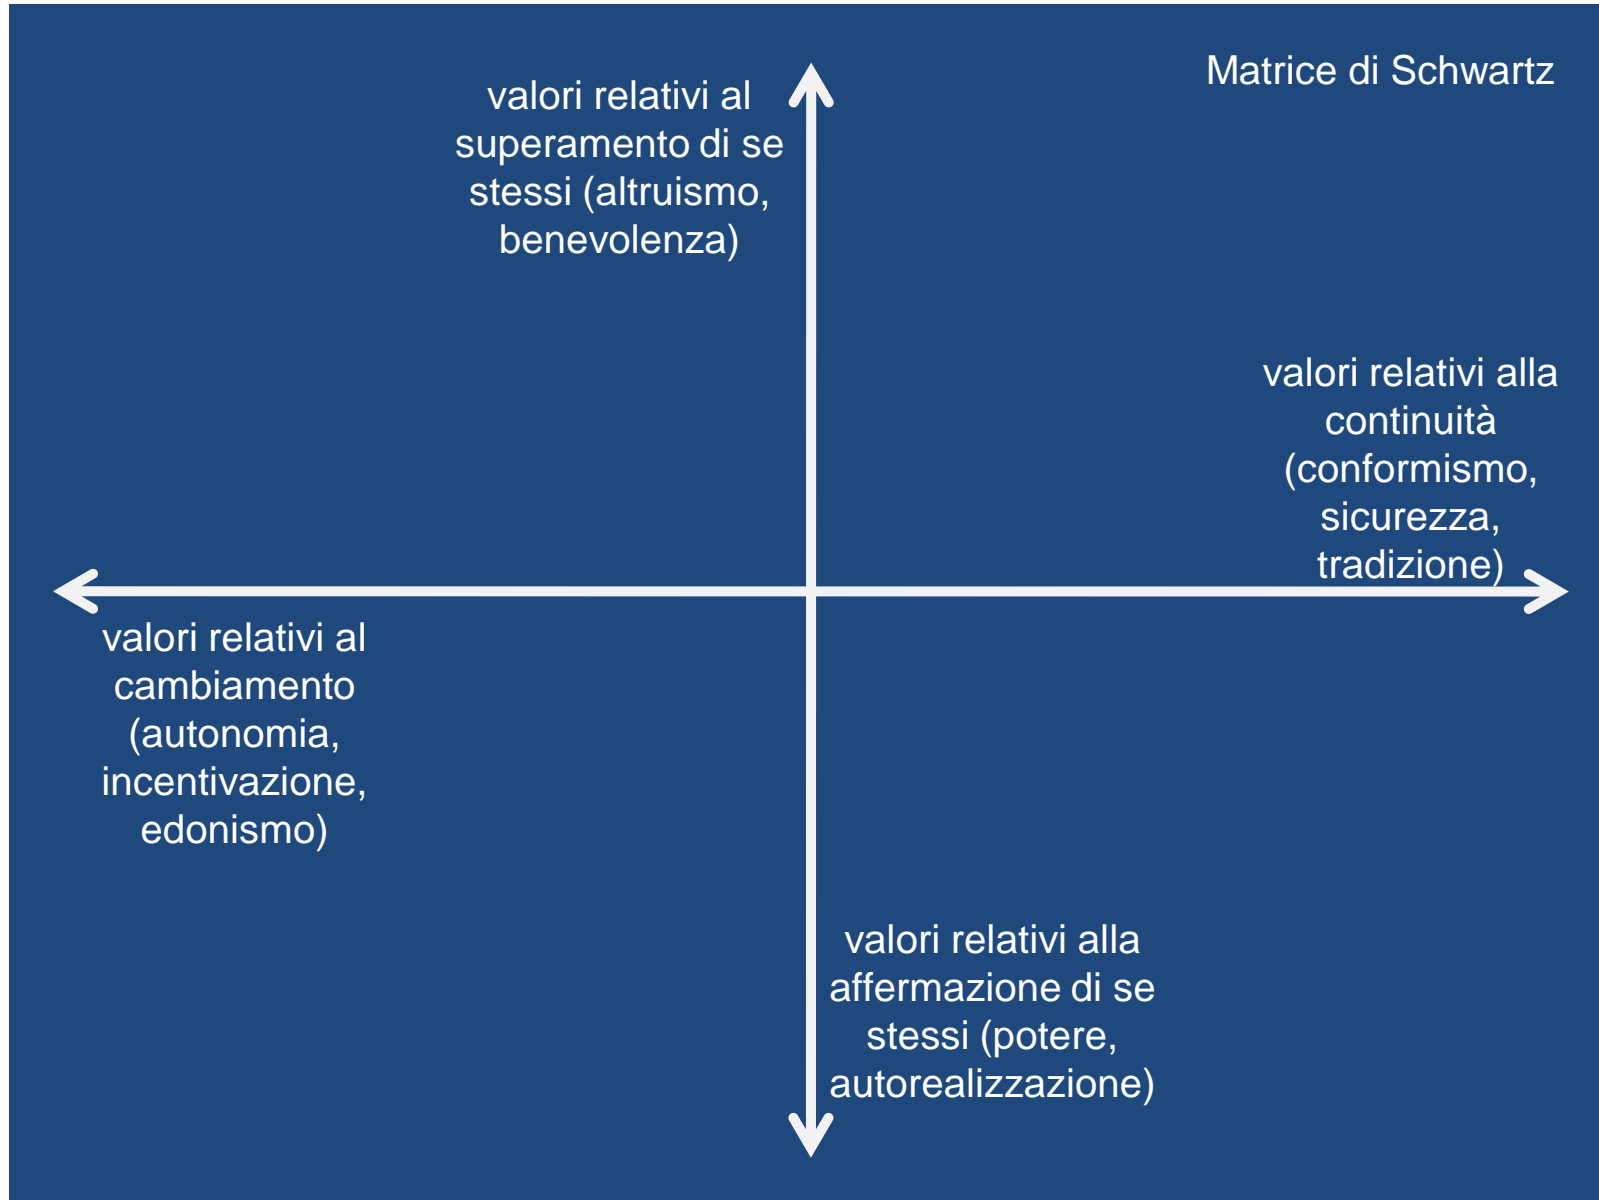 Matrice di Schwartz
valori relativi al
superamento di se
stessi (altruismo,
benevolenza)
valori relativi alla
continuità
(conformismo,
sicurezza,
tradizione)
valori relativi al
cambiamento
(autonomia,
incentivazione,
edonismo)
valori relativi alla
affermazione di se
stessi (potere,
autorealizzazione)